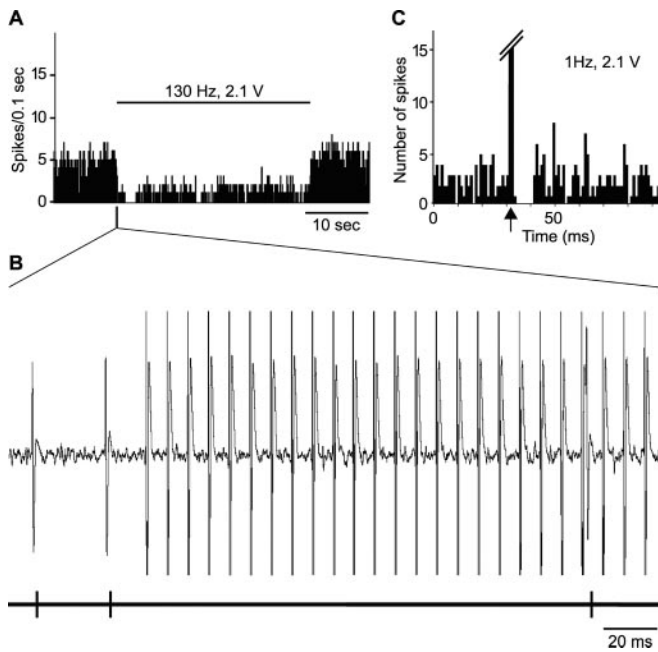 A
Spikes/0.1 sec
15
10
5
0
130 Hz, 2.1 V
10 sec
C
Number of spikes
15
10
5
0
1Hz, 2.1 V
0
50
Time (ms)
B
20 ms